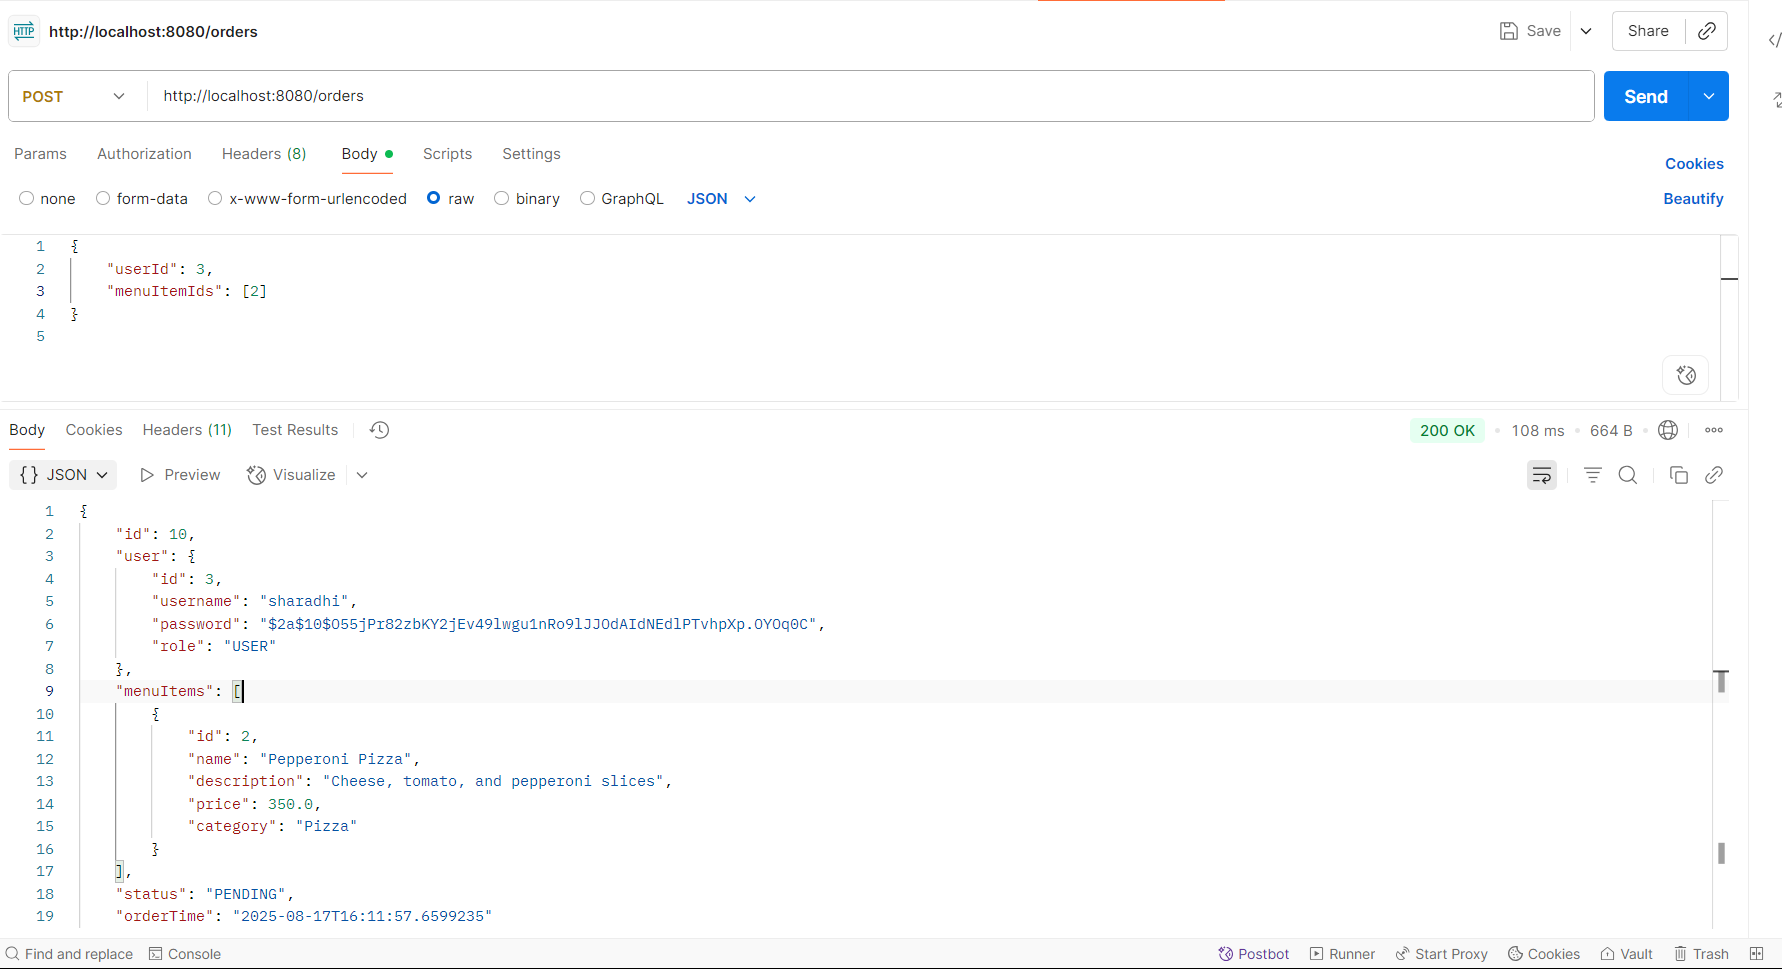 HTTP http://localhost:8080/orders Save Share
POST http://localhost:8080/orders Send
Params Authorization Headers (8) Body Scripts Settings Cookies
none form-data x-www-form-urlencoded raw binary GraphQL JSON Beautify
1 {
2 "userId": 3,
3 "menuItemIds": [2]
4 }
5
Body Cookies Headers (11) Test Results 200 OK • 108 ms • 664 B
{} JSON Preview Visualize
1 {
2 "id": 10,
3 "user": {
4 "id": 3,
5 "username": "sharadhi",
6 "password": "$2a$10$O55jPr82zbKY2jEv49lwgu1nRo9lJJOdAIdNEdlPTvhpXp.OYOq0C",
7 "role": "USER"
8 },
9 "menuItems": [
10 {
11 "id": 2,
12 "name": "Pepperoni Pizza",
13 "description": "Cheese, tomato, and pepperoni slices",
14 "price": 350.0,
15 "category": "Pizza"
16 }
17 ],
18 "status": "PENDING",
19 "orderTime": "2025-08-17T16:11:57.6599235"
Find and replace Console Postbot Runner Start Proxy Cookies Vault Trash